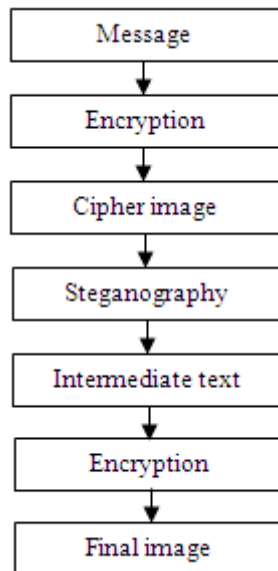 Message
Encryption
Cipher image
Steganography
Intermediate text
Encryption
Final image